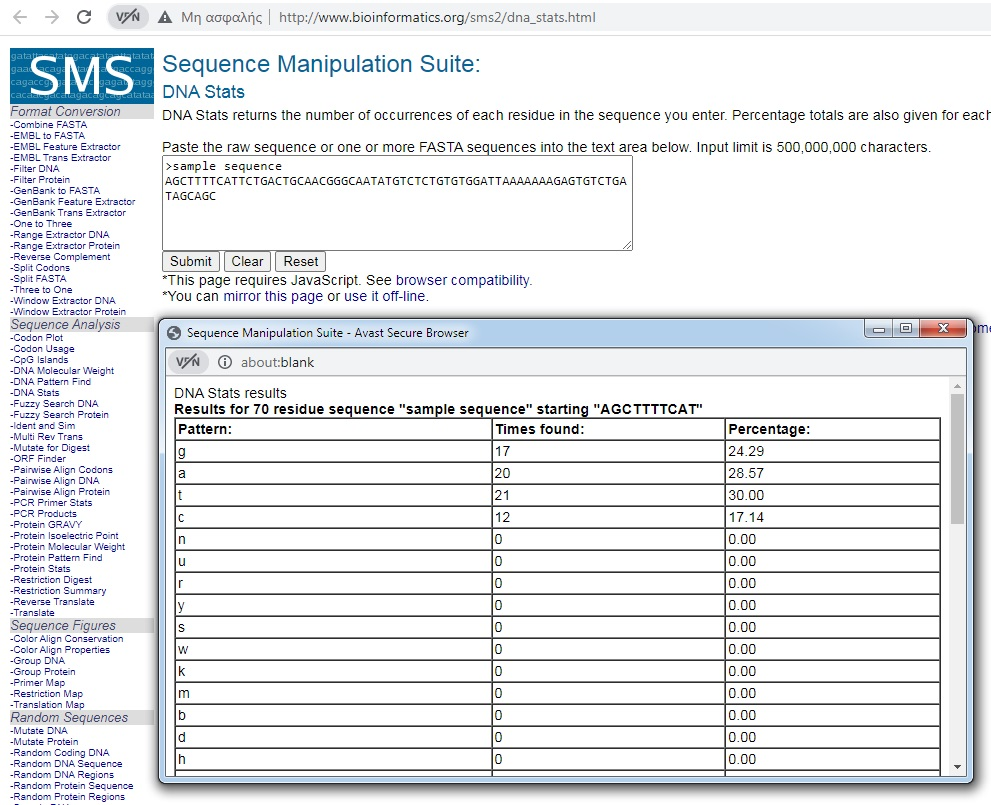 Μη ασφαλής | http://www.bioinformatics.org/sms2/dna_stats.html
SMS
Format Conversion
-Combine FASTA
-EMBL to FASTA
-EMBL Feature Extractor
-EMBL Trans Extractor
-Filter DNA
-Filter Protein
-GenBank to FASTA
-GenBank Feature Extractor
-GenBank Trans Extractor
-One to Three
-Range Extractor DNA
-Range Extractor Protein
-Reverse Complement
-Split Codons
-Split FASTA
-Three to One
-Window Extractor DNA
-Window Extractor Protein
Sequence Analysis
-Codon Plot
-Codon Usage
-CpG Islands
-DNA Molecular Weight
-DNA Pattern Find
-DNA Stats
-Fuzzy Search DNA
-Fuzzy Search Protein
-Ident and Sim
-Multi Rev Trans
-Mutate for Digest
-ORF Finder
-Pairwise Align Codons
-Pairwise Align DNA
-Pairwise Align Protein
-PCR Primer Stats
-PCR Products
-Protein GRAVY
-Protein Isoelectric Point
-Protein Molecular Weight
-Protein Pattern Find
-Protein Stats
-Restriction Digest
-Restriction Summary
-Reverse Translate
-Translate
Sequence Figures
-Color Align Conservation
-Color Align Properties
-Group DNA
-Group Protein
-Primer Map
-Restriction Map
-Translation Map
Random Sequences
-Mutate DNA
-Mutate Protein
-Random Coding DNA
-Random DNA Sequence
-Random DNA Regions
-Random Protein Sequence
-Random Protein Regions
Sequence Manipulation Suite:
DNA Stats
DNA Stats returns the number of occurrences of each residue in the sequence you enter. Percentage totals are also given for each
Paste the raw sequence or one or more FASTA sequences into the text area below. Input limit is 500,000,000 characters.
>sample sequence
AGCTTTTCATTCTGACTGCAACGGGCAATATGTCTCTGTGTGGATTAAAAAAAGAGTGTCTGA
TAGCAGC
Submit Clear Reset
*This page requires JavaScript. See browser compatibility.
*You can mirror this page or use it off-line.
Sequence Manipulation Suite - Avast Secure Browser
VPN about:blank
DNA Stats results
Results for 70 residue sequence "sample sequence" starting "AGCTTTTCAT"
Pattern: Times found: Percentage:
g 17 24.29
a 20 28.57
t 21 30.00
c 12 17.14
n 0 0.00
u 0 0.00
r 0 0.00
y 0 0.00
s 0 0.00
w 0 0.00
k 0 0.00
m 0 0.00
b 0 0.00
d 0 0.00
h 0 0.00